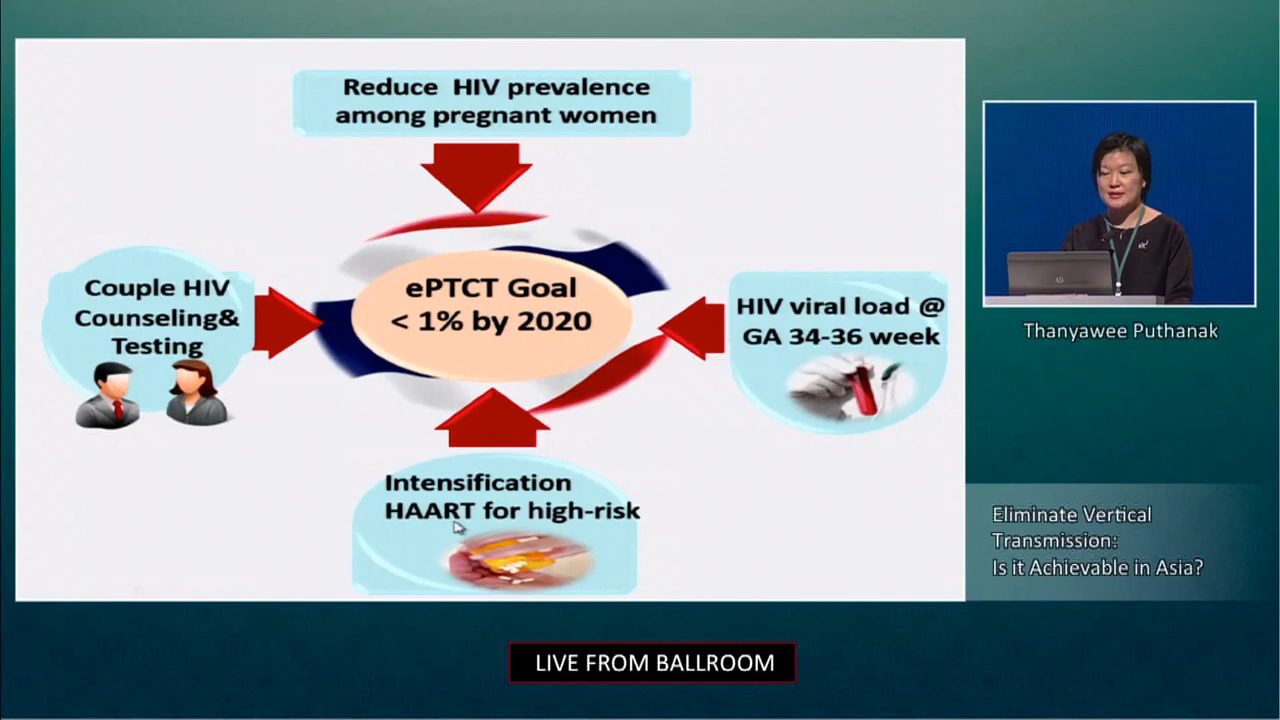 Reduce HIV prevalence
among pregnant women
Couple HIV
Counseling&
Testing
ePTCT Goal
< 1% by 2020
HIV viral load @
GA 34-36 week
Intensification
HAART for high-risk
Thanyawee Puthanak
Eliminate Vertical
Transmission:
Is it Achievable in Asia?
LIVE FROM BALLROOM